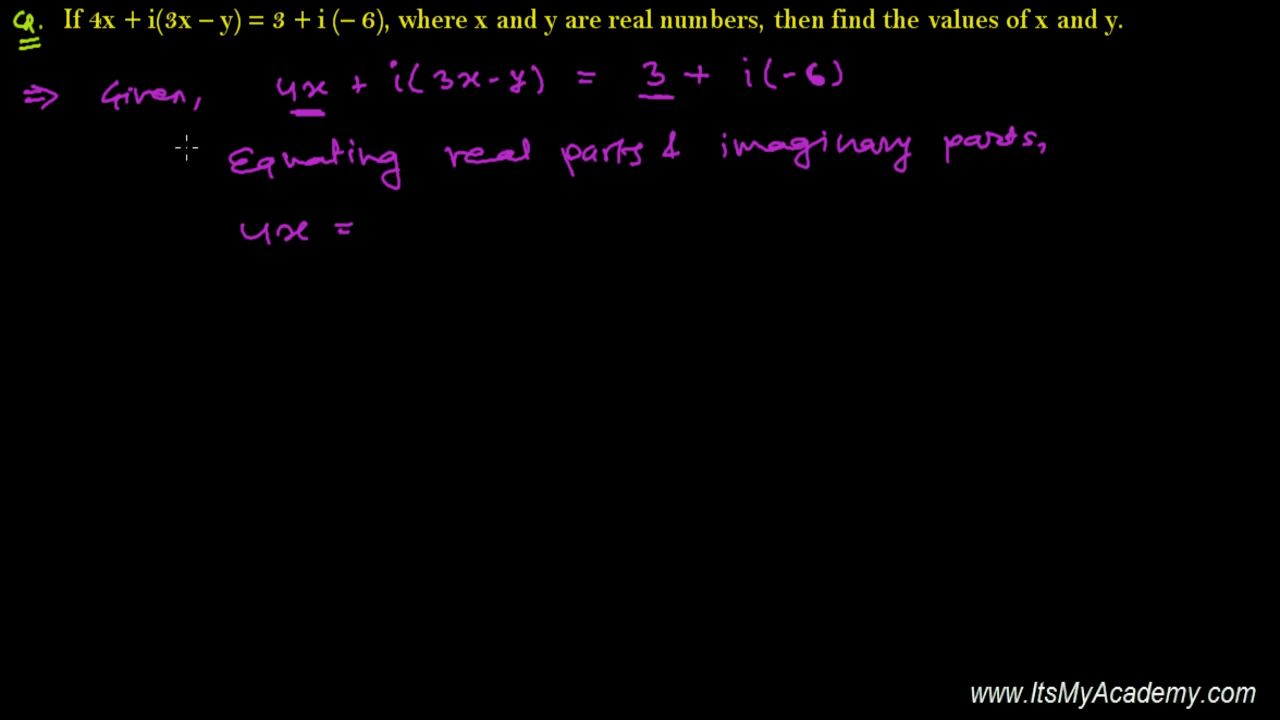 Q. If 4x + i(3x – y) = 3 + i (– 6), where x and y are real numbers, then find the values of x and y.
⇒ Given, 4x + i(3x-y) = 3 + i(-6)
Equating real parts & imaginary parts,
4x =
www.ItsMyAcademy.com